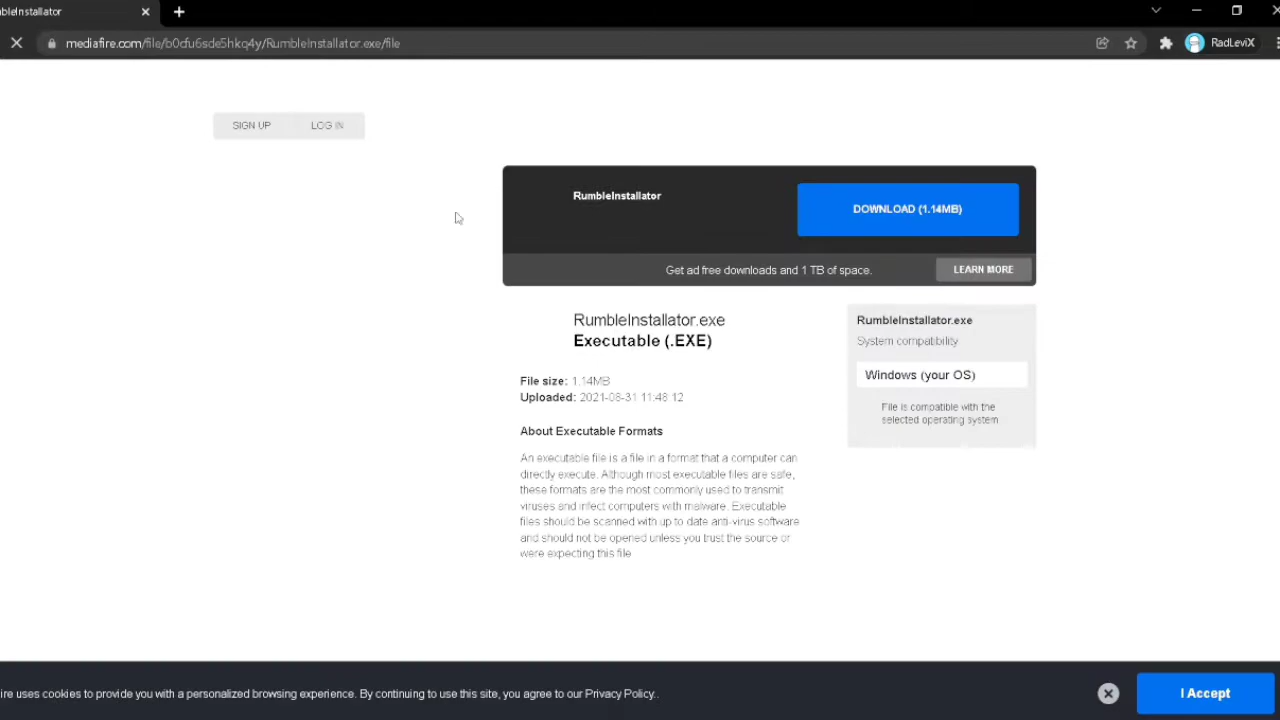 bleInstallator
mediafire.com/file/b0cfu6sde5hkq4y/RumbleInstallator.exe/file
RadLeviX
SIGN UP
LOG IN
RumbleInstallator
DOWNLOAD (1.14MB)
Get ad free downloads and 1 TB of space.
LEARN MORE
RumbleInstallator.exe
Executable (.EXE)
File size: 1.14MB
Uploaded: 2021-08-31 11:48:12
About Executable Formats
An executable file is a file in a format that a computer can
directly execute. Although most executable files are safe,
these formats are the most commonly used to transmit
viruses and infect computers with malware. Executable
files should be scanned with up to date anti-virus software
and should not be opened unless you trust the source or
were expecting this file
RumbleInstallator.exe
System compatibility
Windows (your OS)
File is compatible with the
selected operating system
ire uses cookies to provide you with a personalized browsing experience. By continuing to use this site, you agree to our Privacy Policy..
I Accept